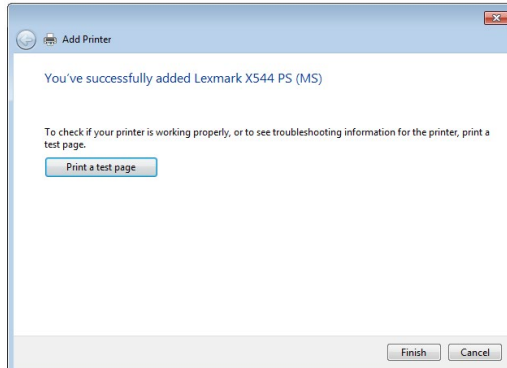 Add Printer
You've successfully added Lexmark X544 PS (MS)
To check if your printer is working properly, or to see troubleshooting information for the printer, print a
test page.
Print a test page
Finish Cancel